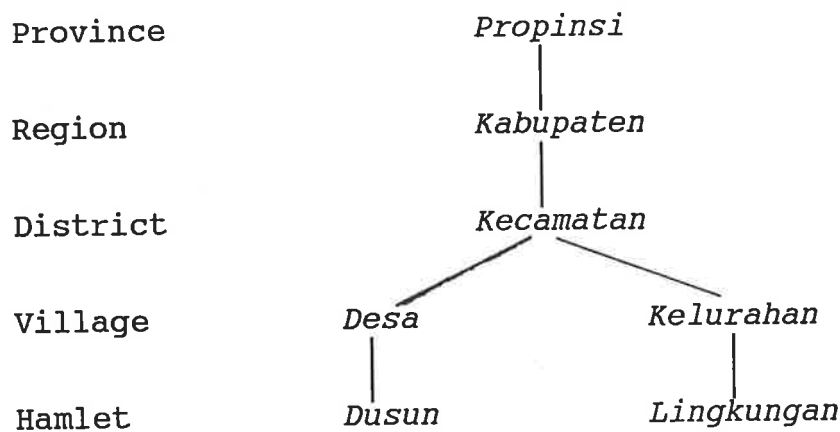 Province Propinsi
Region Kabupaten
District Kecamatan
Village Desa Kelurahan
Hamlet Dusun Lingkungan